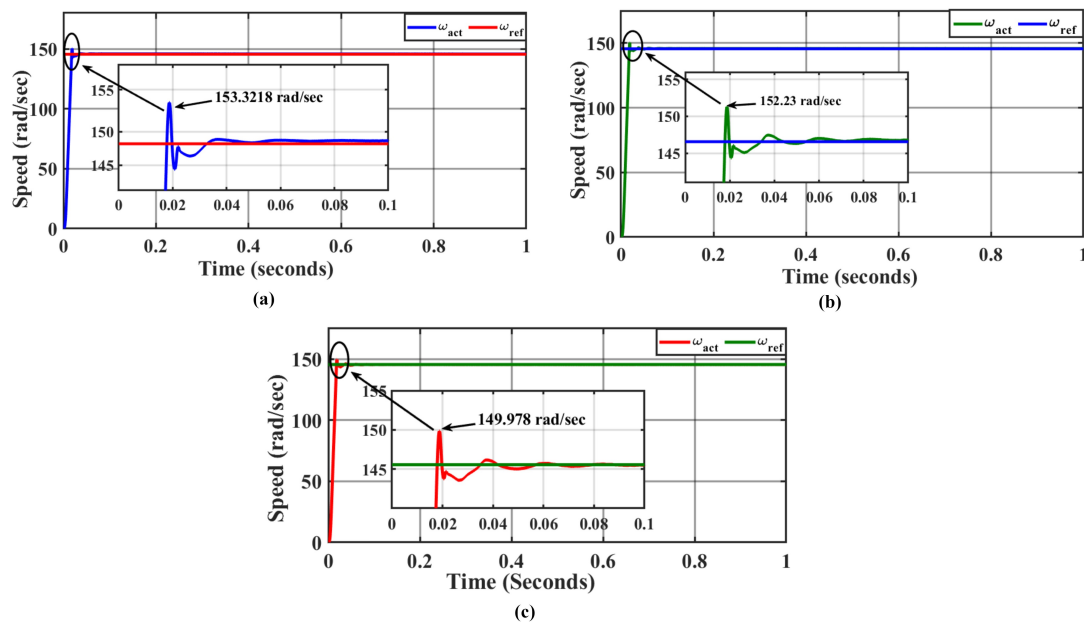 ω_act ω_ref
150
100
50
0
Speed (rad/sec)
155
150
145
153.3218 rad/sec
0 0.02 0.04 0.06 0.08 0.1
0 0.2 0.4 0.6 0.8 1
Time (seconds)
(a)
ω_act ω_ref
150
100
50
0
Speed (rad/sec)
155
150
145
152.23 rad/sec
0 0.02 0.04 0.06 0.08 0.1
0 0.2 0.4 0.6 0.8 1
Time (seconds)
(b)
ω_act ω_ref
150
100
50
0
Speed (rad/sec)
155
150
145
149.978 rad/sec
0 0.02 0.04 0.06 0.08 0.1
0 0.2 0.4 0.6 0.8 1
Time (Seconds)
(c)